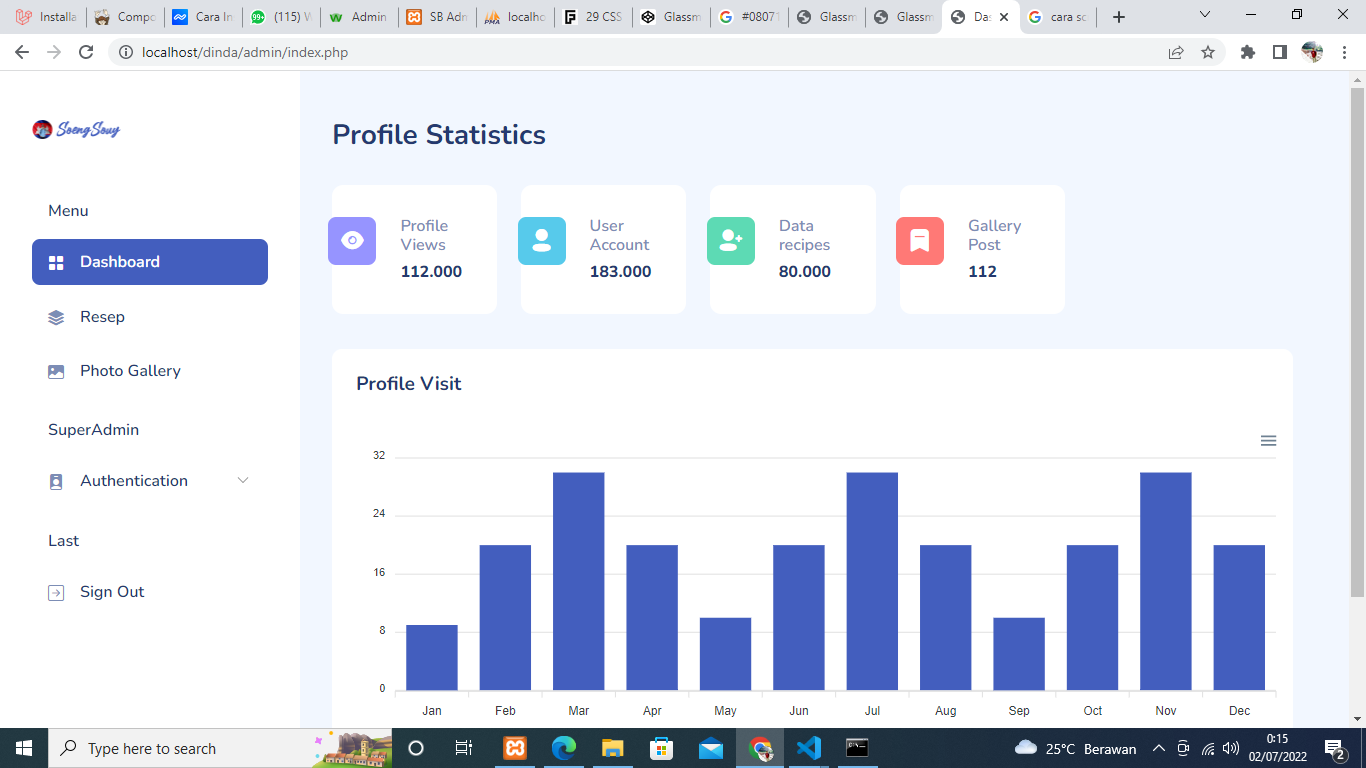 Installa
Compo
Cara In
(115) W
Admin
SB Adn
localho
29 CSS
Glassm
#08071
Glassm
Glassm
Das
cara sc
localhost/dinda/admin/index.php
SoengSouy
Menu
Dashboard
Resep
Photo Gallery
SuperAdmin
Authentication
Last
Sign Out
Profile Statistics
Profile
Views
112.000
User
Account
183.000
Data
recipes
80.000
Gallery
Post
112
Profile Visit
32
24
16
8
0
Jan Feb Mar Apr May Jun Jul Aug Sep Oct Nov Dec
Type here to search
25°C Berawan
0:15
02/07/2022
2